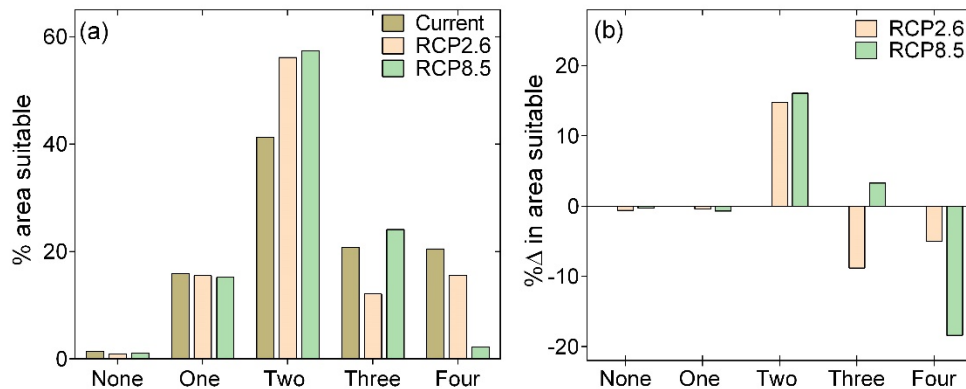 (a)
Current
RCP2.6
RCP8.5
% area suitable
60
40
20
0
None One Two Three Four
(b)
RCP2.6
RCP8.5
%Δ in area suitable
20
10
0
-10
-20
None One Two Three Four